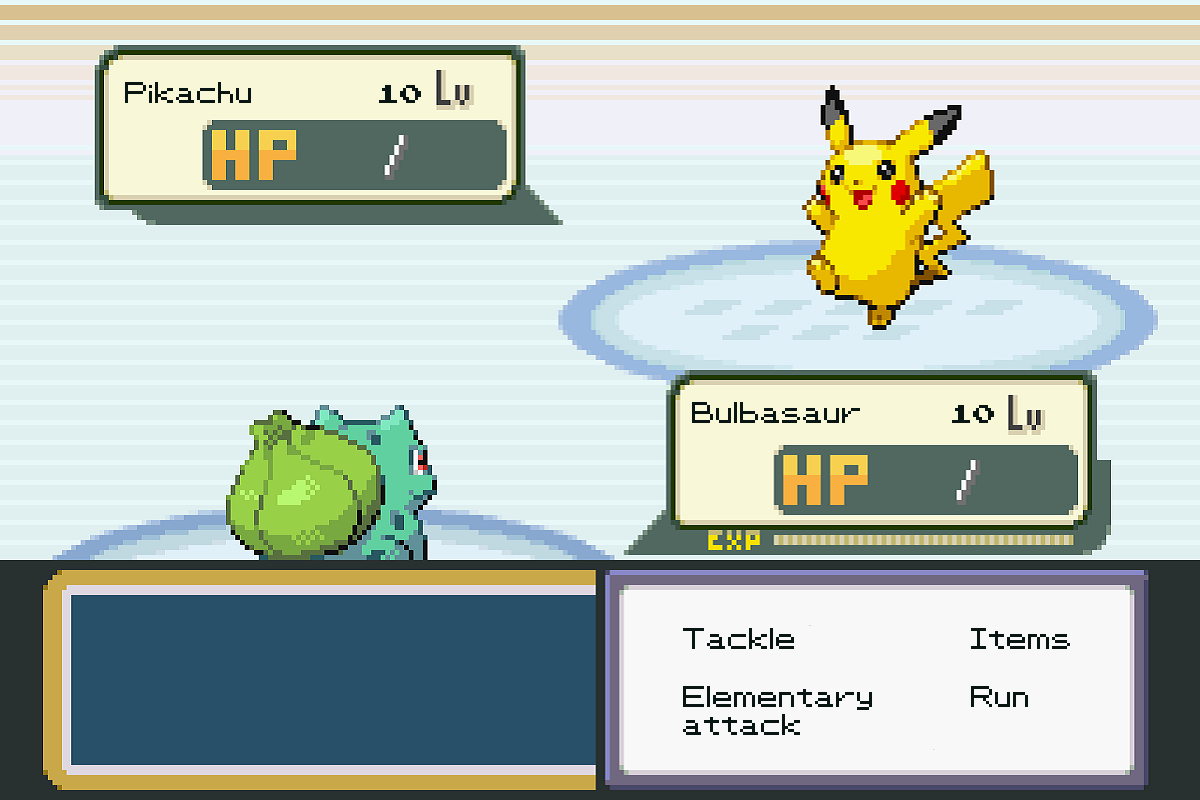 Pikachu 10 Lv
HP /
Bulbasaur 10 Lv
HP /
EXP
Tackle Items
Elementary Run
attack